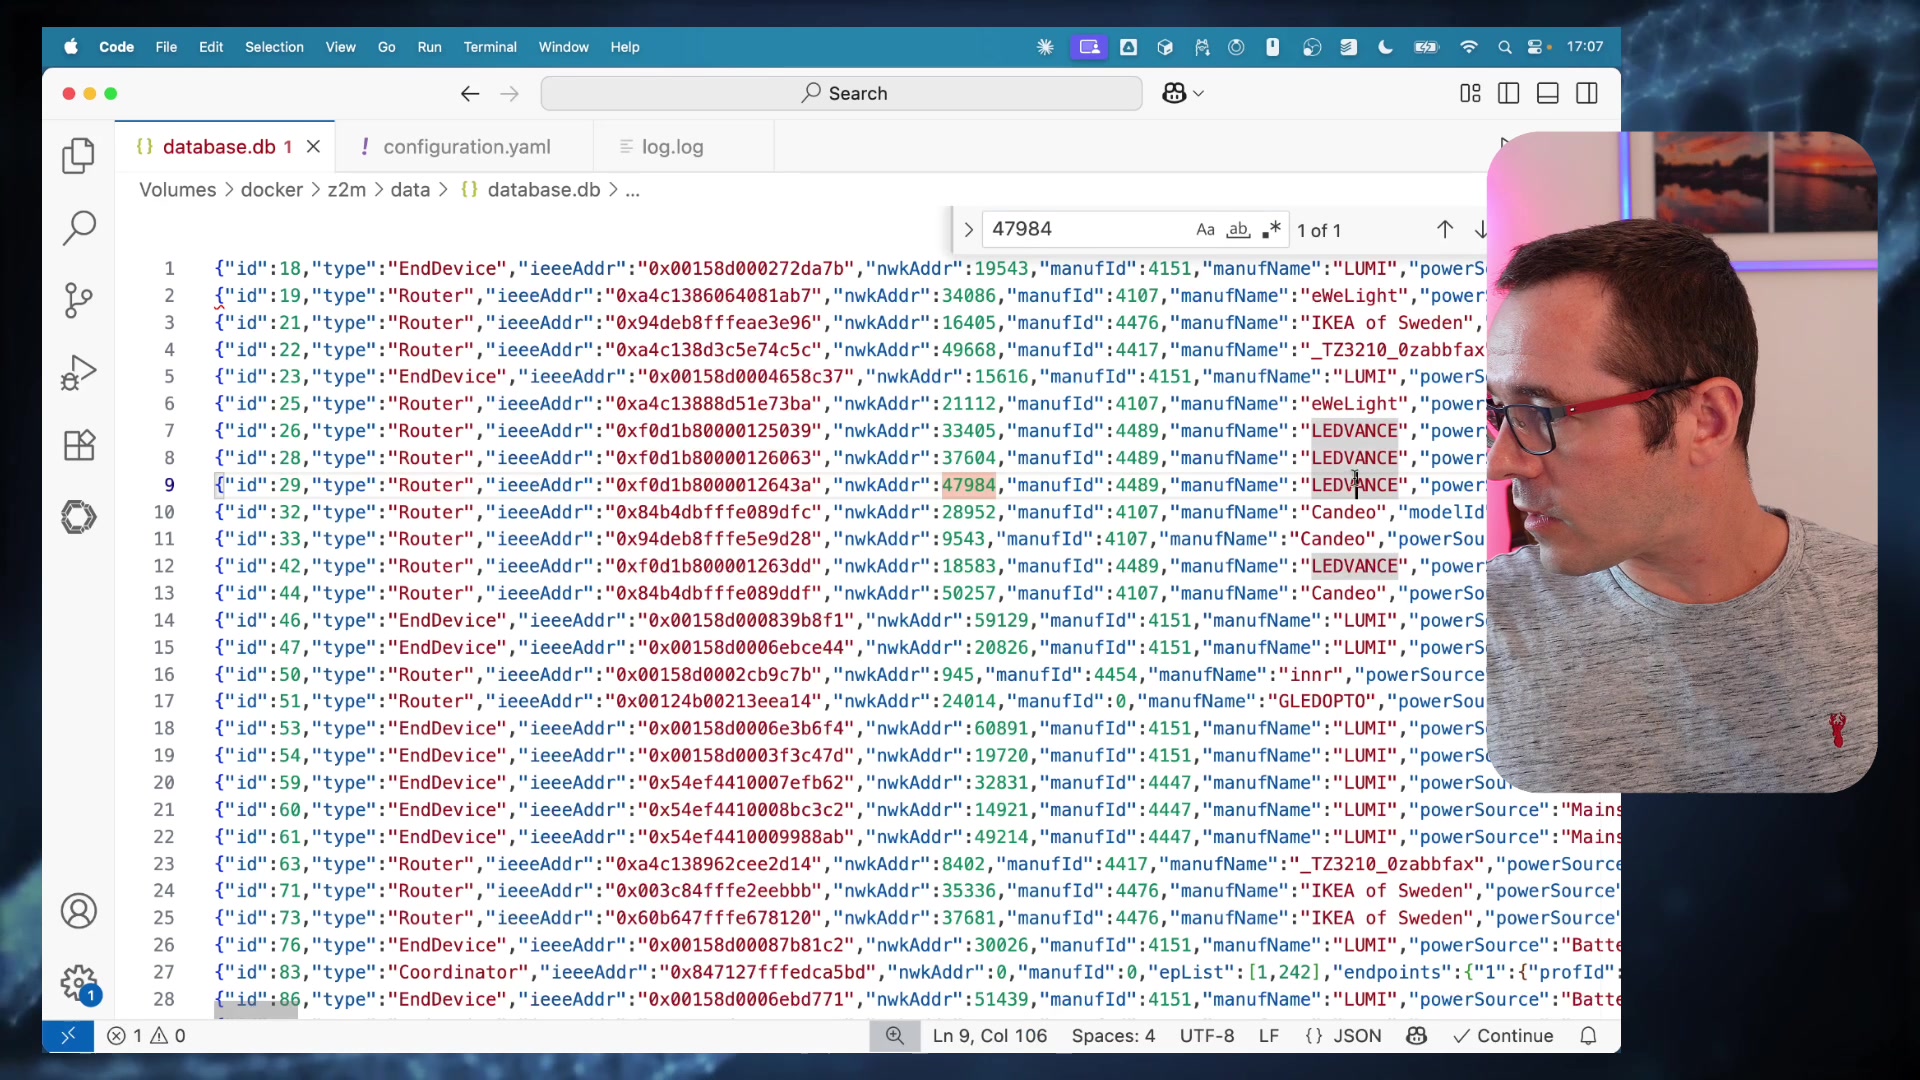 Code File Edit Selection View Go Run Terminal Window Help 17:07
Search
database.db 1 configuration.yaml log.log
Volumes > docker > z2m > data > {} database.db > ...
47984 Aa ab .* 1 of 1
1 {"id":18,"type":"EndDevice","ieeeAddr":"0x00158d000272da7b","nwkAddr":19543,"manufId":4151,"manufName":"LUMI","powerS
2 {"id":19,"type":"Router","ieeeAddr":"0xa4c1386064081ab7","nwkAddr":34086,"manufId":4107,"manufName":"eWeLight","power
3 {"id":21,"type":"Router","ieeeAddr":"0x94deb8fffeae3e96","nwkAddr":16405,"manufId":4476,"manufName":"IKEA of Sweden",
4 {"id":22,"type":"Router","ieeeAddr":"0xa4c138d3c5e74c5c","nwkAddr":49668,"manufId":4417,"manufName":"_TZ3210_0zabbfax
5 {"id":23,"type":"EndDevice","ieeeAddr":"0x00158d0004658c37","nwkAddr":15616,"manufId":4151,"manufName":"LUMI","powerS
6 {"id":25,"type":"Router","ieeeAddr":"0xa4c13888d51e73ba","nwkAddr":21112,"manufId":4107,"manufName":"eWeLight","power
7 {"id":26,"type":"Router","ieeeAddr":"0xf0d1b80000125039","nwkAddr":33405,"manufId":4489,"manufName":"LEDVANCE","power
8 {"id":28,"type":"Router","ieeeAddr":"0xf0d1b80000126063","nwkAddr":37604,"manufId":4489,"manufName":"LEDVANCE","power
9 {"id":29,"type":"Router","ieeeAddr":"0xf0d1b8000012643a","nwkAddr":47984,"manufId":4489,"manufName":"LEDVANCE","power
10 {"id":32,"type":"Router","ieeeAddr":"0x84b4dbfffe089dfc","nwkAddr":28952,"manufId":4107,"manufName":"Candeo","modelId
11 {"id":33,"type":"Router","ieeeAddr":"0x94deb8fffe5e9d28","nwkAddr":9543,"manufId":4107,"manufName":"Candeo","powerSou
12 {"id":42,"type":"Router","ieeeAddr":"0xf0d1b800001263dd","nwkAddr":18583,"manufId":4489,"manufName":"LEDVANCE","power
13 {"id":44,"type":"Router","ieeeAddr":"0x84b4dbfffe089ddf","nwkAddr":50257,"manufId":4107,"manufName":"Candeo","powerSo
14 {"id":46,"type":"EndDevice","ieeeAddr":"0x00158d000839b8f1","nwkAddr":59129,"manufId":4151,"manufName":"LUMI","powerS
15 {"id":47,"type":"EndDevice","ieeeAddr":"0x00158d0006ebce44","nwkAddr":20826,"manufId":4151,"manufName":"LUMI","powerS
16 {"id":50,"type":"Router","ieeeAddr":"0x00158d0002cb9c7b","nwkAddr":945,"manufId":4454,"manufName":"innr","powerSource
17 {"id":51,"type":"Router","ieeeAddr":"0x00124b00213eea14","nwkAddr":24014,"manufId":0,"manufName":"GLEDOPTO","powerSou
18 {"id":53,"type":"EndDevice","ieeeAddr":"0x00158d0006e3b6f4","nwkAddr":60891,"manufId":4151,"manufName":"LUMI","powerS
19 {"id":54,"type":"EndDevice","ieeeAddr":"0x00158d0003f3c47d","nwkAddr":19720,"manufId":4151,"manufName":"LUMI","powerS
20 {"id":59,"type":"EndDevice","ieeeAddr":"0x54ef4410007efb62","nwkAddr":32831,"manufId":4447,"manufName":"LUMI","powerSou
21 {"id":60,"type":"EndDevice","ieeeAddr":"0x54ef4410008bc3c2","nwkAddr":14921,"manufId":4447,"manufName":"LUMI","powerSource":"Mains
22 {"id":61,"type":"EndDevice","ieeeAddr":"0x54ef4410009988ab","nwkAddr":49214,"manufId":4447,"manufName":"LUMI","powerSource":"Mains
23 {"id":63,"type":"Router","ieeeAddr":"0xa4c138962cee2d14","nwkAddr":8402,"manufId":4417,"manufName":"_TZ3210_0zabbfax","powerSource
24 {"id":71,"type":"Router","ieeeAddr":"0x003c84fffe2eebbb","nwkAddr":35336,"manufId":4476,"manufName":"IKEA of Sweden","powerSource"
25 {"id":73,"type":"Router","ieeeAddr":"0x60b647fffe678120","nwkAddr":37681,"manufId":4476,"manufName":"IKEA of Sweden","powerSource"
26 {"id":76,"type":"EndDevice","ieeeAddr":"0x00158d00087b81c2","nwkAddr":30026,"manufId":4151,"manufName":"LUMI","powerSource":"Batte
27 {"id":83,"type":"Coordinator","ieeeAddr":"0x847127fffedca5bd","nwkAddr":0,"manufId":0,"epList":[1,242],"endpoints":{"1":{"profId":
28 {"id":86,"type":"EndDevice","ieeeAddr":"0x00158d0006ebd771","nwkAddr":51439,"manufId":4151,"manufName":"LUMI","powerSource":"Batte
1
1 0 Ln 9, Col 106 Spaces: 4 UTF-8 LF {} JSON Continue